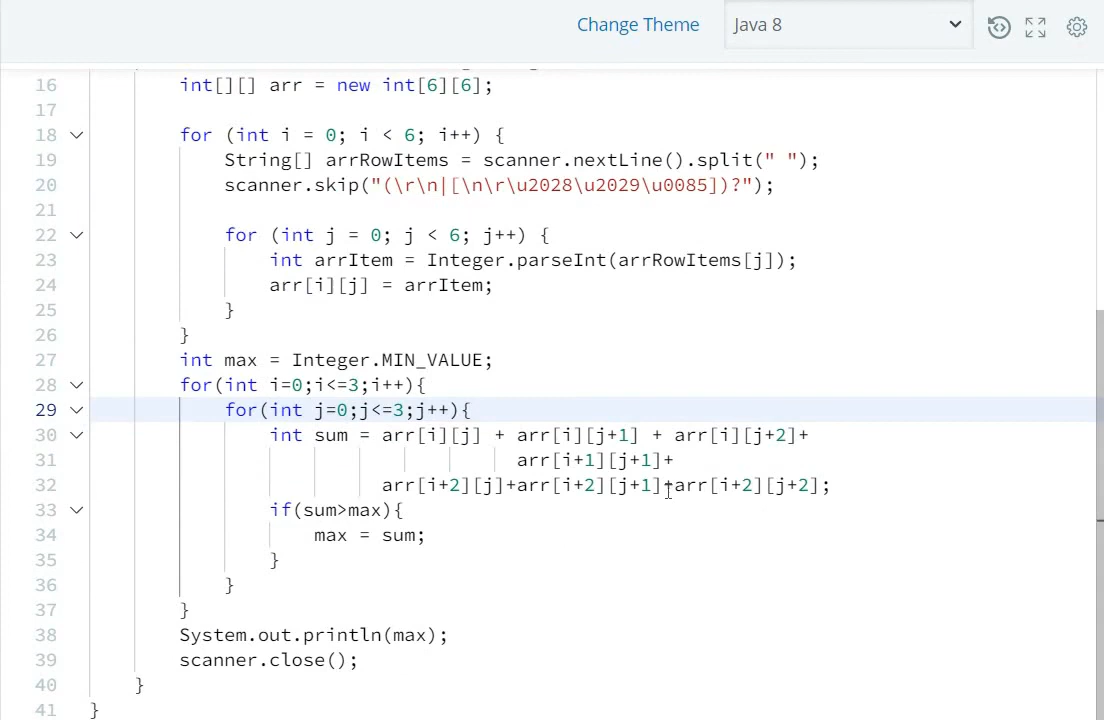 Change Theme Java 8
16 int[][] arr = new int[6][6];
17
18 for (int i = 0; i < 6; i++) {
19 String[] arrRowItems = scanner.nextLine().split(" ");
20 scanner.skip("(\r\n|[\n\r\u2028\u2029\u0085])?");
21
22 for (int j = 0; j < 6; j++) {
23 int arrItem = Integer.parseInt(arrRowItems[j]);
24 arr[i][j] = arrItem;
25 }
26 }
27 int max = Integer.MIN_VALUE;
28 for(int i=0;i<=3;i++){
29 for(int j=0;j<=3;j++){
30 int sum = arr[i][j] + arr[i][j+1] + arr[i][j+2]+
31 arr[i+1][j+1]+
32 arr[i+2][j]+arr[i+2][j+1]+arr[i+2][j+2];
33 if(sum>max){
34 max = sum;
35 }
36 }
37 }
38 System.out.println(max);
39 scanner.close();
40 }
41 }